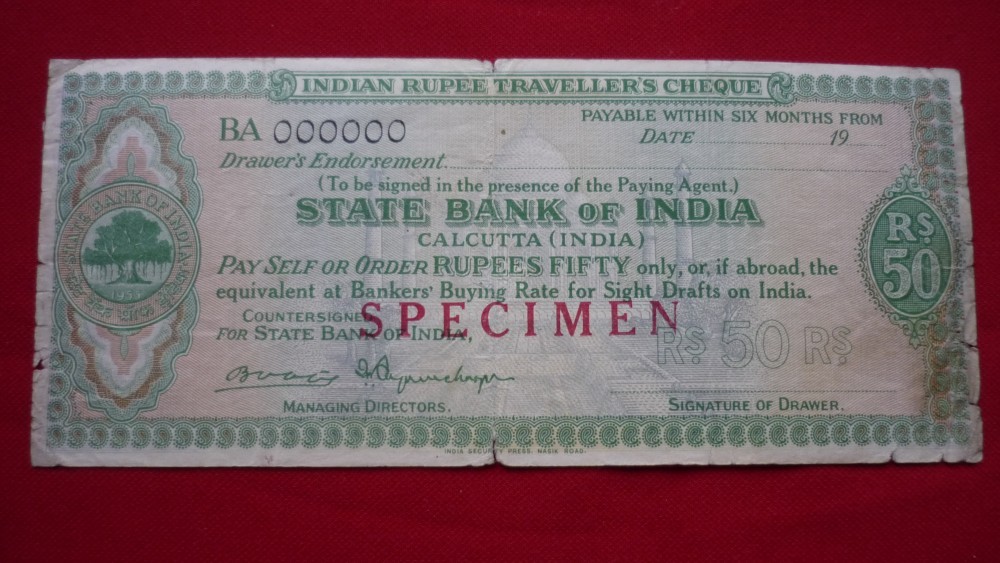 INDIAN RUPEE TRAVELLER'S CHEQUE
BA 000000
PAYABLE WITHIN SIX MONTHS FROM
DATE 19
Drawer's Endorsement
(To be signed in the presence of the Paying Agent.)
STATE BANK OF INDIA
CALCUTTA (INDIA)
PAY SELF OR ORDER RUPEES FIFTY only, or, if abroad, the
equivalent at Bankers' Buying Rate for Sight Drafts on India.
COUNTERSIGNED
FOR STATE BANK OF INDIA,
SPECIMEN
RS 50 RS
MANAGING DIRECTORS.
SIGNATURE OF DRAWER.
STATE BANK OF INDIA
1955
RS
50
INDIA SECURITY PRESS, NASIK ROAD.